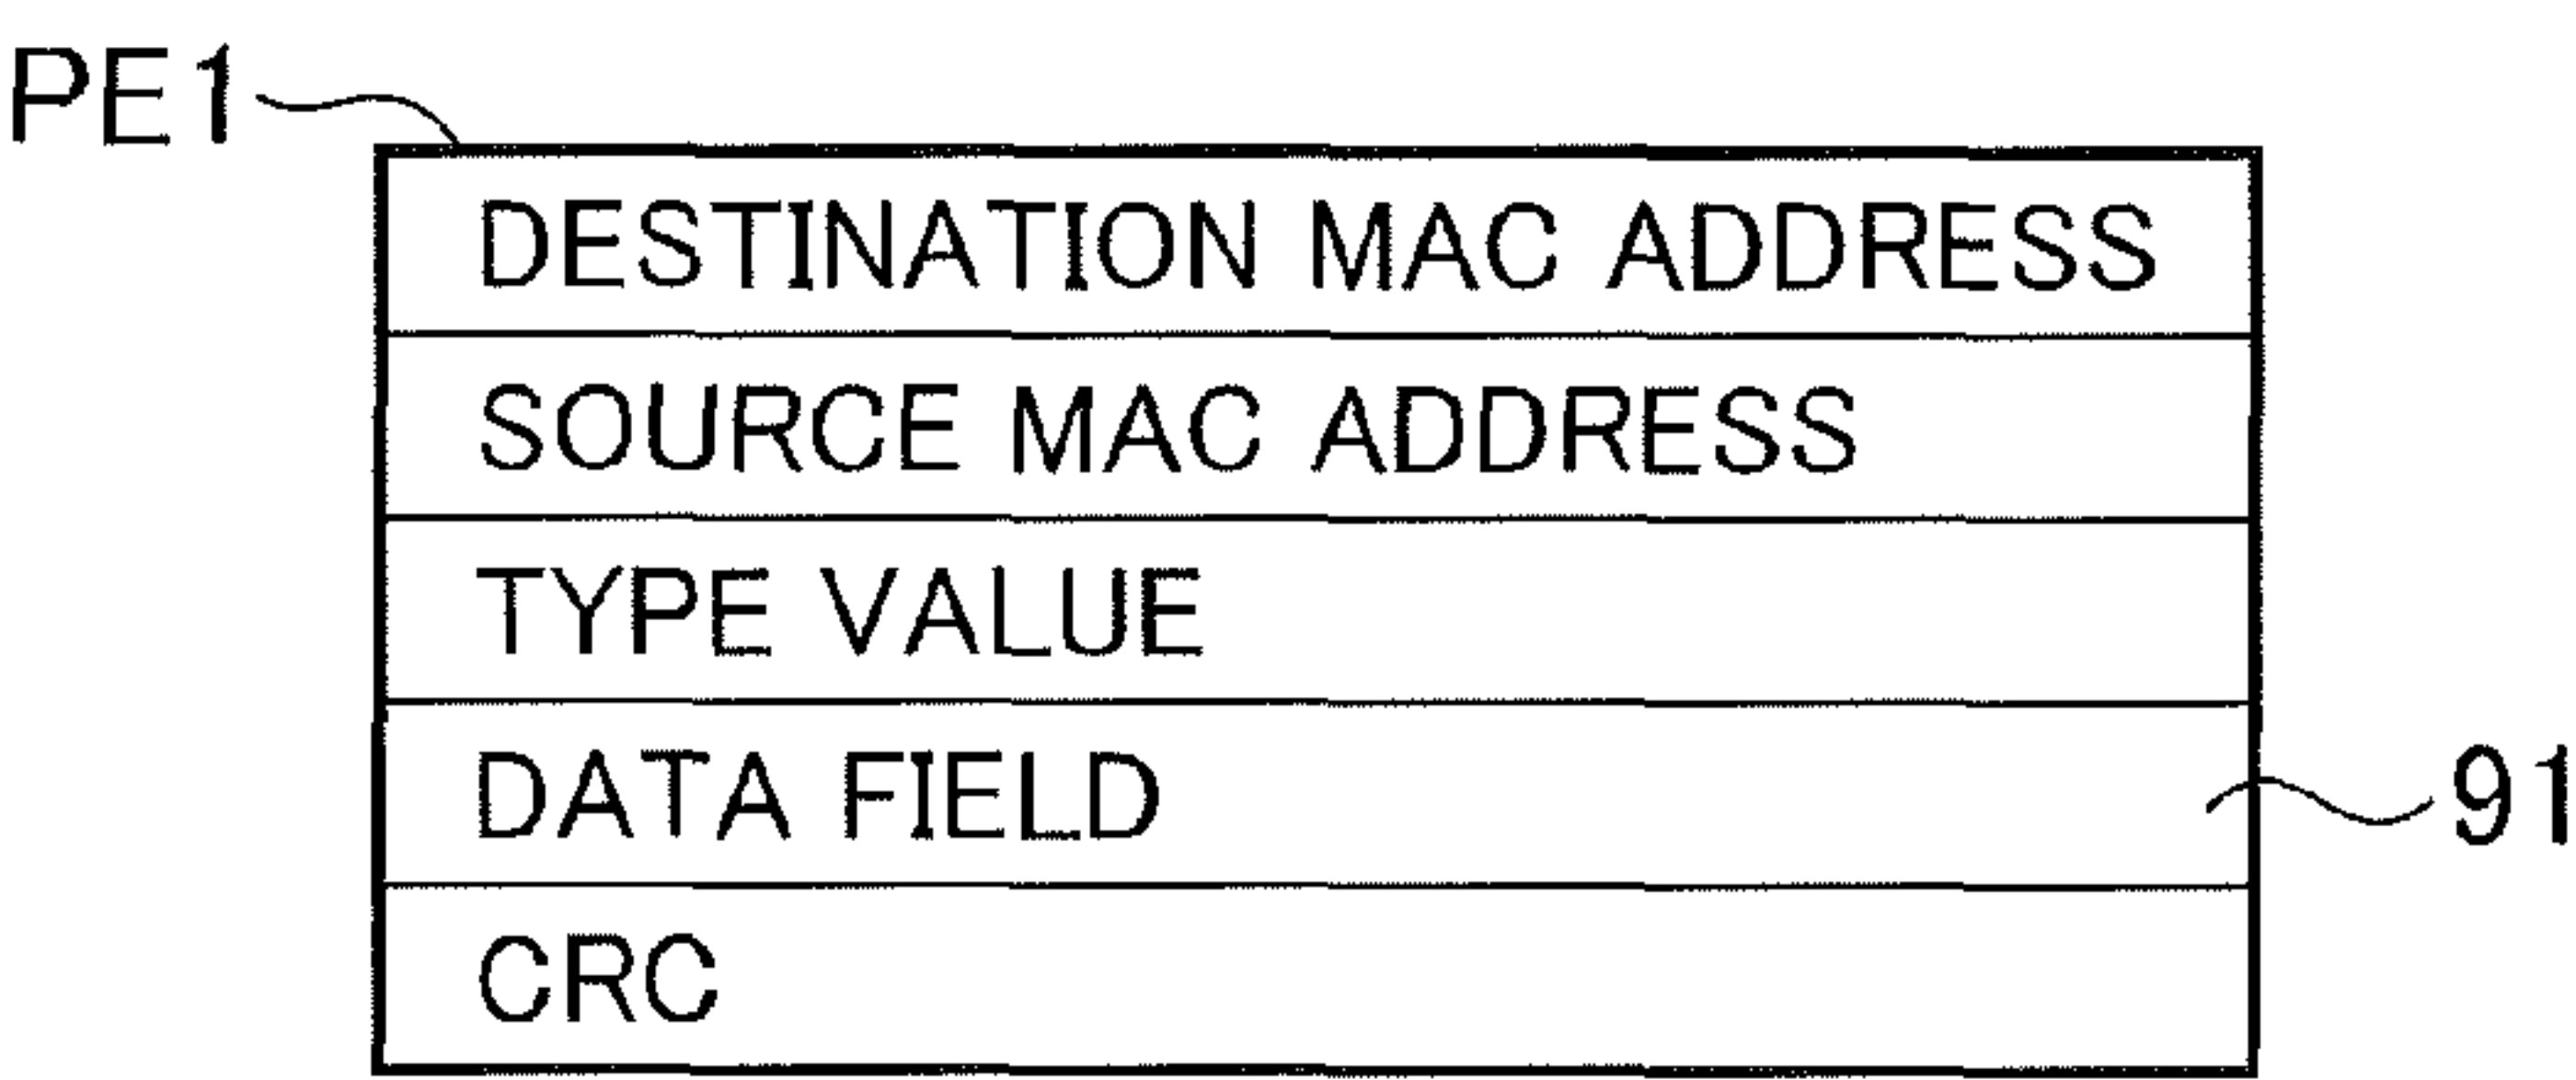 PE1
DESTINATION MAC ADDRESS
SOURCE MAC ADDRESS
TYPE VALUE
DATA FIELD
91
CRC